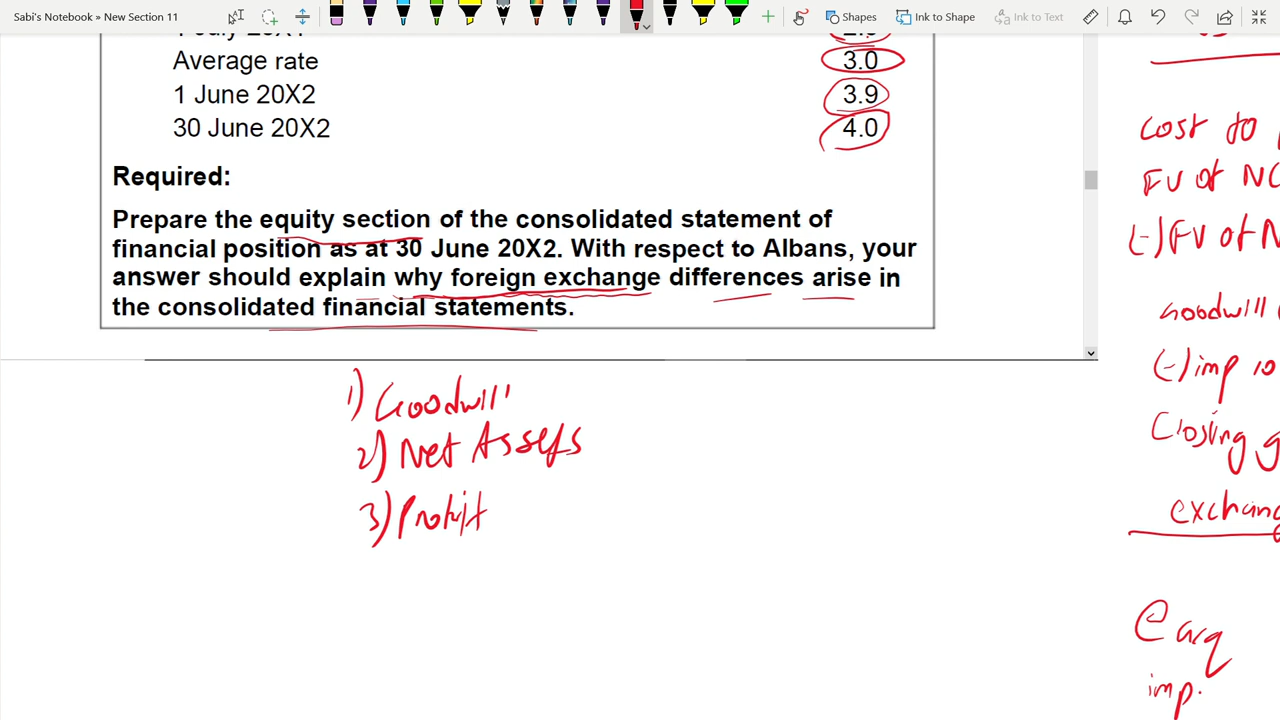 Sabi's Notebook » New Section 11
Shapes
Ink to Shape
Ink to Text
Average rate 3.0
1 June 20X2 3.9
30 June 20X2 4.0
Required:
Prepare the equity section of the consolidated statement of
financial position as at 30 June 20X2. With respect to Albans, your
answer should explain why foreign exchange differences arise in
the consolidated financial statements.
1) Goodwill
2) Net Assets
3) Profit
cost to
FV of NC
(-) FV of N
Goodwill
(-) imp 10
Closing g
exchang
@ acq
imp.